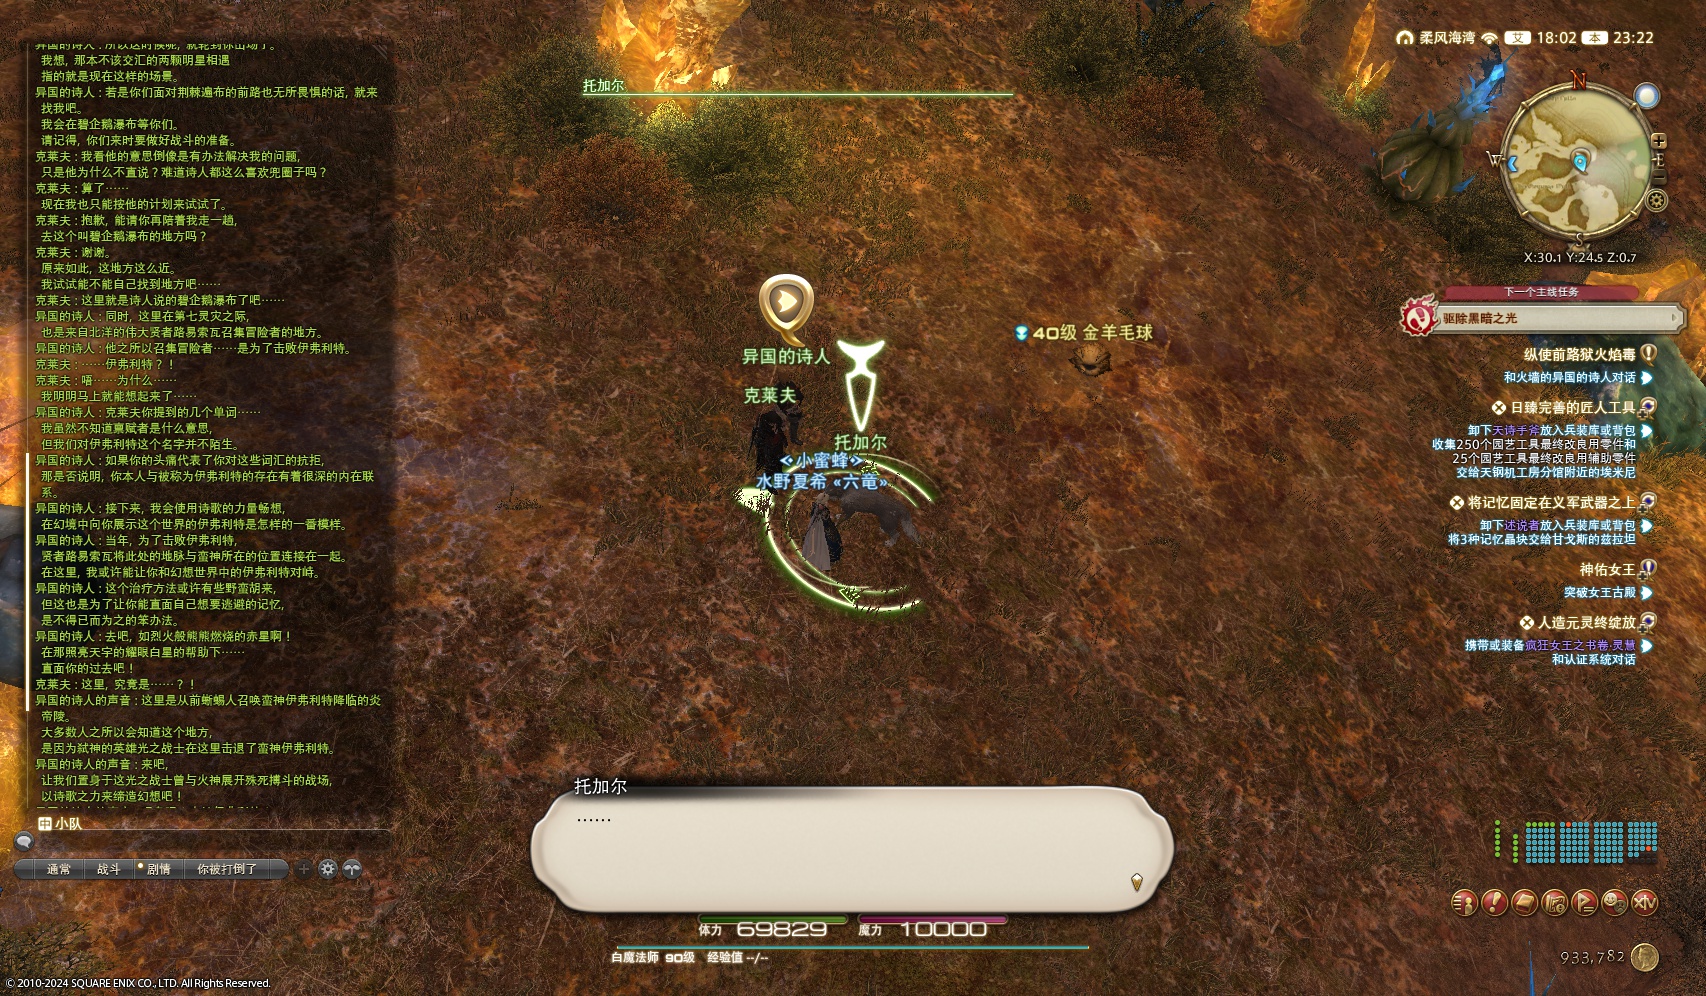 异国的诗人：所以这时候呢，就轮到你出场了。
我想，那本不该交汇的两颗明星相遇
指的就是现在这样的场景。
异国的诗人：若是你们面对荆棘遍布的前路也无所畏惧的话，就来
找我吧。
我会在碧企鹅瀑布等你们。
请记得，你们来时要做好战斗的准备。
克莱夫：我看他的意思倒像是有办法解决我的问题，
只是他为什么不直说？难道诗人都这么喜欢兜圈子吗？
克莱夫：算了……
现在我也只能按他的计划来试试了。
克莱夫：抱歉，能请你再陪着我走一趟，
去这个叫碧企鹅瀑布的地方吗？
克莱夫：谢谢。
原来如此，这地方这么近。
我试试能不能自己找到地方吧……
克莱夫：这里就是诗人说的碧企鹅瀑布了吧……
异国的诗人：同时，这里在第七灵灾之际，
也是来自北洋的伟大贤者路易索瓦召集冒险者的地方。
异国的诗人：他之所以召集冒险者……是为了击败伊弗利特。
克莱夫：……伊弗利特？！
克莱夫：唔……为什么……
我明明马上就能想起来了……
异国的诗人：克莱夫你提到的几个单词……
我虽然不知道禀赋者是什么意思，
但我们对伊弗利特这个名字并不陌生。
异国的诗人：如果你的头痛代表了你对这些词汇的抗拒，
那是否说明，你本人与被称为伊弗利特的存在有着很深的内在联
系。
异国的诗人：接下来，我会使用诗歌的力量畅想，
在幻境中向你展示这个世界的伊弗利特是怎样的一番模样。
异国的诗人：当年，为了击败伊弗利特，
贤者路易索瓦将此处的地脉与蛮神所在的位置连接在一起。
在这里，我或许能让你和幻想世界中的伊弗利特对峙。
异国的诗人：这个治疗方法或许有些野蛮胡来，
但这也是为了让你能直面自己想要逃避的记忆，
是不得已而为之的笨办法。
异国的诗人：去吧，如烈火般熊熊燃烧的赤星啊！
在那照亮天宇的耀眼白星的帮助下……
直面你的过去吧！
克莱夫：这里，究竟是……？！
异国的诗人的声音：这里是从前蜥蜴人召唤蛮神伊弗利特降临的炎
帝陵。
大多数人之所以会知道这个地方，
是因为弑神的英雄光之战士在这里击退了蛮神伊弗利特。
异国的诗人的声音：来吧，
让我们置身于这光之战士曾与火神展开殊死搏斗的战场，
以诗歌之力来缔造幻想吧！
中 小队
通常 战斗 剧情 你被打倒了
© 2010-2024 SQUARE ENIX CO., LTD. All Rights Reserved.
托加尔
异国的诗人
克莱夫
40级 金羊毛球
托加尔
小蜜蜂
水野夏希 «六竜»
托加尔
……
体力 69829 魔力 10000
白魔法师 90级 经验值 --/--
柔风海湾 艾 18:02 本 23:22
N
W E
S
X:30.1 Y:24.5 Z:0.7
下一个主线任务
驱除黑暗之光
纵使前路狱火焰毒
和火墙的异国的诗人对话
日臻完善的匠人工具
卸下天诗手斧放入兵装库或背包
收集250个园艺工具最终改良用零件和
25个园艺工具最终改良用辅助零件
交给天钢机工房分馆附近的埃米尼
将记忆固定在义军武器之上
卸下述说者放入兵装库或背包
将3种记忆晶块交给甘戈斯的兹拉坦
神佑女王
突破女王古殿
人造元灵终绽放
携带或装备疯狂女王之书卷·灵慧
和认证系统对话
XIV
933,782